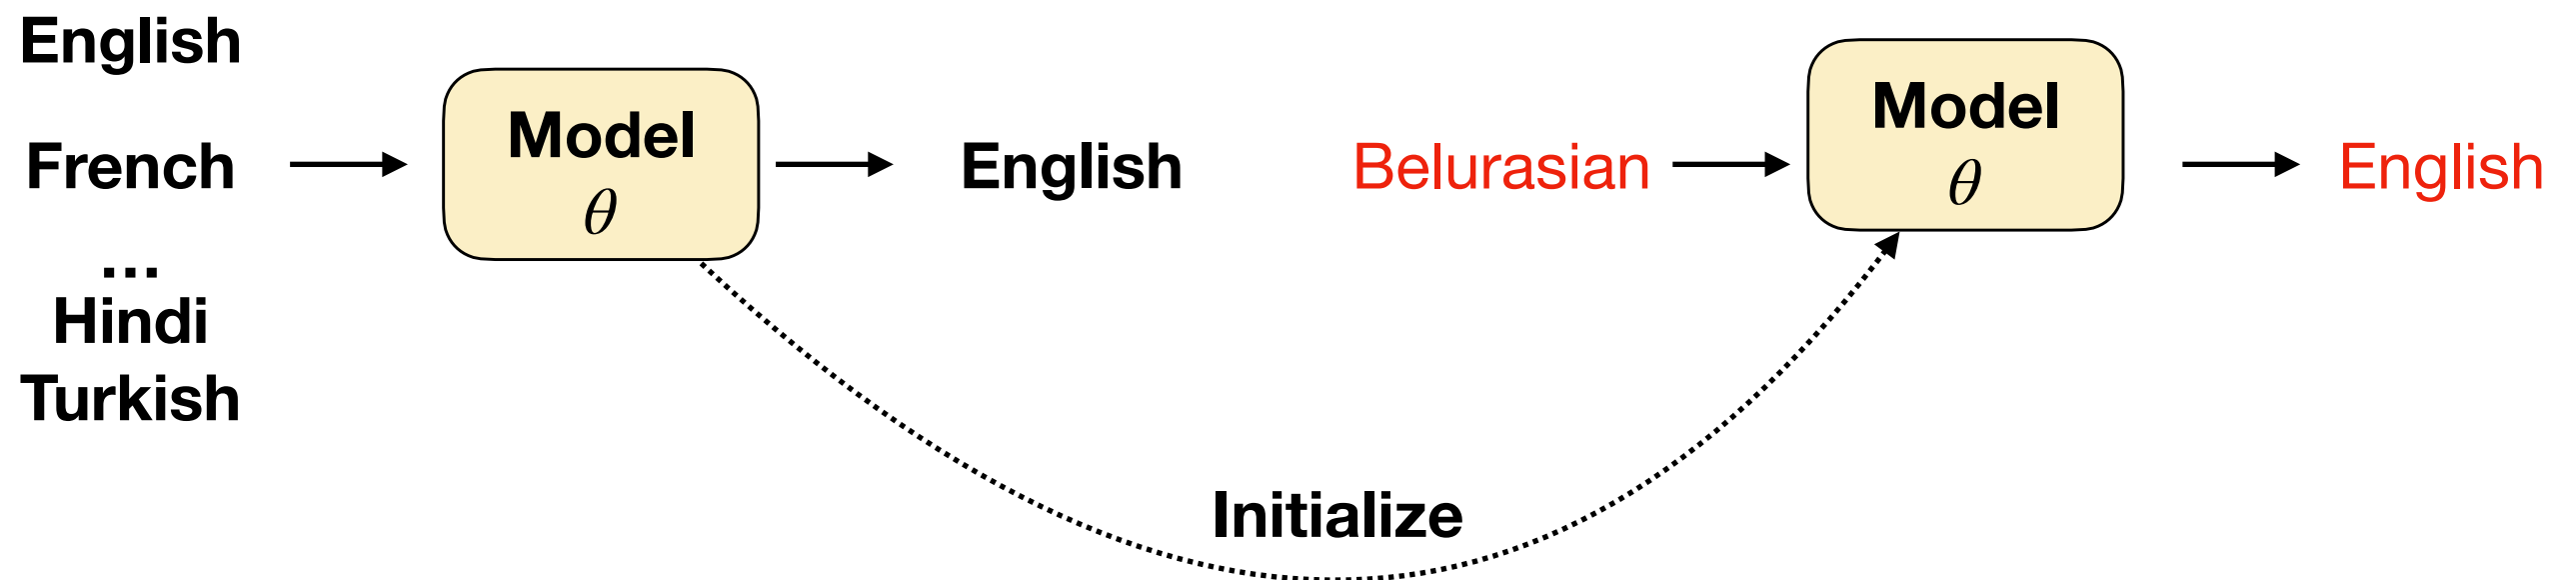 English
French
...
Hindi
Turkish
Model
θ
English
Belurasian
Model
θ
English
Initialize